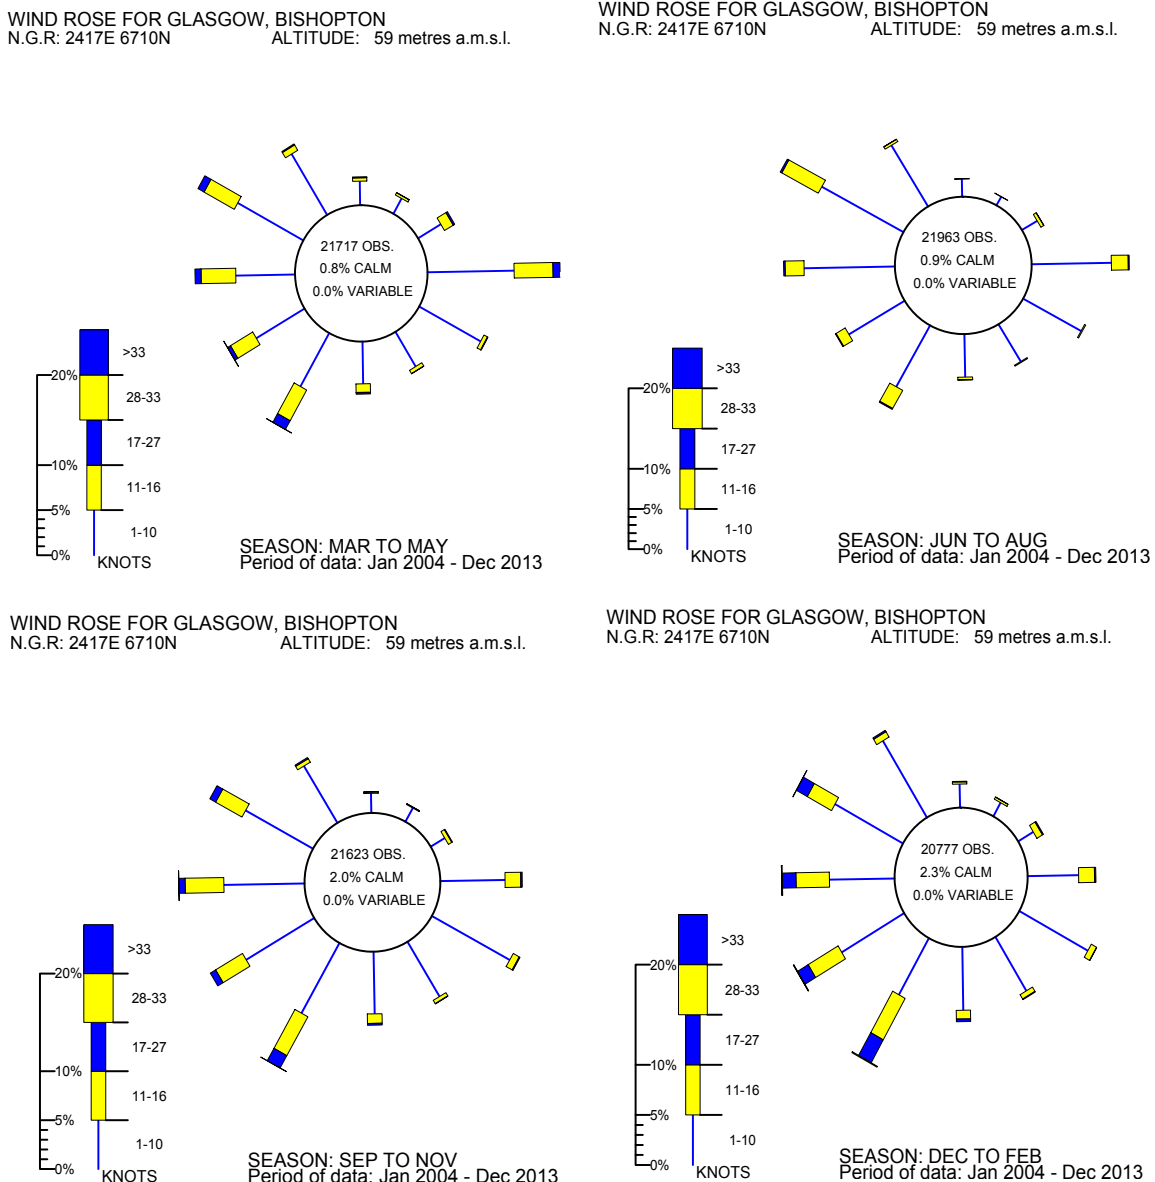 WIND ROSE FOR GLASGOW, BISHOPTON
N.G.R: 2417E 6710N ALTITUDE: 59 metres a.m.s.l.
21717 OBS.
0.8% CALM
0.0% VARIABLE
>33
20%
28-33
17-27
10%
11-16
5%
1-10
0%
KNOTS
SEASON: MAR TO MAY
Period of data: Jan 2004 - Dec 2013
WIND ROSE FOR GLASGOW, BISHOPTON
N.G.R: 2417E 6710N ALTITUDE: 59 metres a.m.s.l.
21963 OBS.
0.9% CALM
0.0% VARIABLE
>33
20%
28-33
17-27
10%
11-16
5%
1-10
0%
KNOTS
SEASON: JUN TO AUG
Period of data: Jan 2004 - Dec 2013
WIND ROSE FOR GLASGOW, BISHOPTON
N.G.R: 2417E 6710N ALTITUDE: 59 metres a.m.s.l.
21623 OBS.
2.0% CALM
0.0% VARIABLE
>33
20%
28-33
17-27
10%
11-16
5%
1-10
0%
KNOTS
SEASON: SEP TO NOV
Period of data: Jan 2004 - Dec 2013
WIND ROSE FOR GLASGOW, BISHOPTON
N.G.R: 2417E 6710N ALTITUDE: 59 metres a.m.s.l.
20777 OBS.
2.3% CALM
0.0% VARIABLE
>33
20%
28-33
17-27
10%
11-16
5%
1-10
0%
KNOTS
SEASON: DEC TO FEB
Period of data: Jan 2004 - Dec 2013